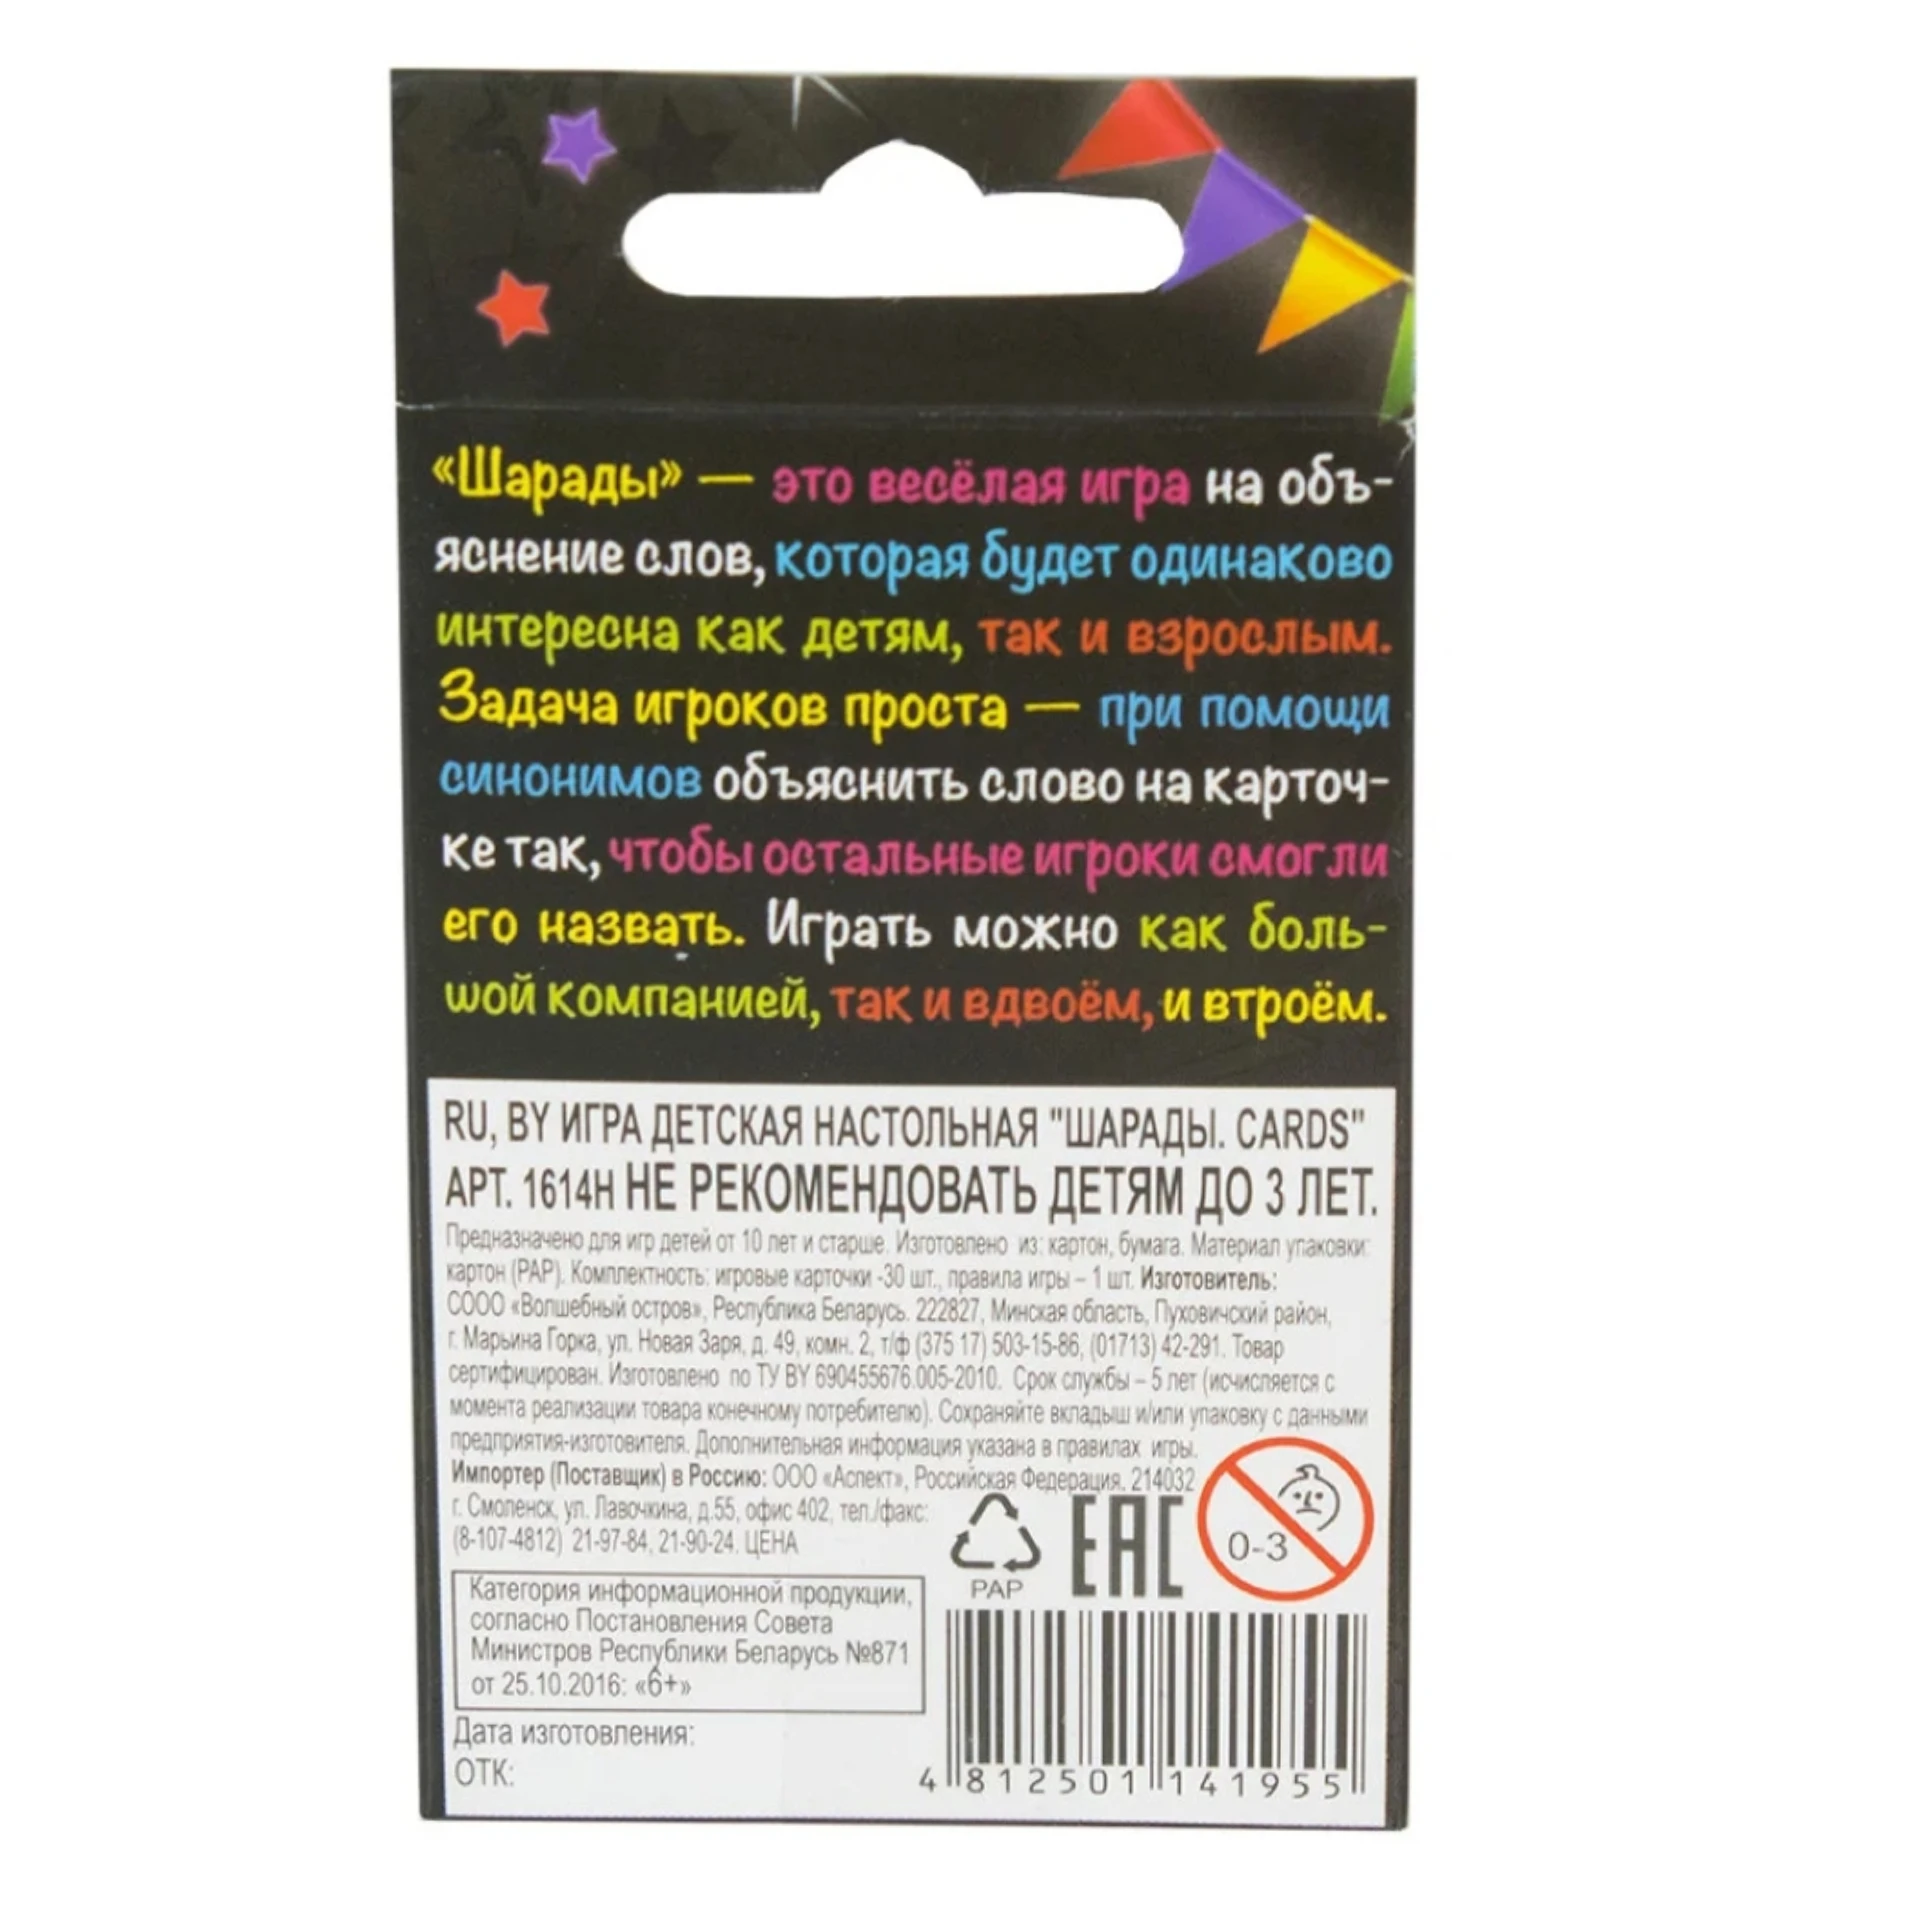 «Шарады» — это весёлая игра на объ-
яснение слов, которая будет одинаково
интересна как детям, так и взрослым.
Задача игроков проста — при помощи
синонимов объяснить слово на карточ-
ке так, чтобы остальные игроки смогли
его назвать. Играть можно как боль-
шой компанией, так и вдвоём, и втроём.
RU, BY ИГРА ДЕТСКАЯ НАСТОЛЬНАЯ "ШАРАДЫ. CARDS"
АРТ. 1614Н НЕ РЕКОМЕНДОВАТЬ ДЕТЯМ ДО 3 ЛЕТ.
Предназначено для игр детей от 10 лет и старше. Изготовлено из: картон, бумага. Материал упаковки:
картон (PAP). Комплектность: игровые карточки -30 шт., правила игры – 1 шт. Изготовитель:
СООО «Волшебный остров», Республика Беларусь. 222827, Минская область, Пуховичский район,
г. Марьина Горка, ул. Новая Заря, д. 49, комн. 2, т/ф (375 17) 503-15-86, (01713) 42-291. Товар
сертифицирован. Изготовлено по ТУ BY 690455676.005-2010. Срок службы – 5 лет (исчисляется с
момента реализации товара конечному потребителю). Сохраняйте вкладыш и/или упаковку с данными
предприятия-изготовителя. Дополнительная информация указана в правилах игры.
Импортер (Поставщик) в Россию: ООО «Аспект», Российская Федерация. 214032
г. Смоленск, ул. Лавочкина, д.55, офис 402, тел./факс:
(8-107-4812) 21-97-84, 21-90-24. ЦЕНА
PAP
EAC
0-3
Категория информационной продукции,
согласно Постановления Совета
Министров Республики Беларусь №871
от 25.10.2016: «6+»
Дата изготовления:
ОТК:
4 812501 141955